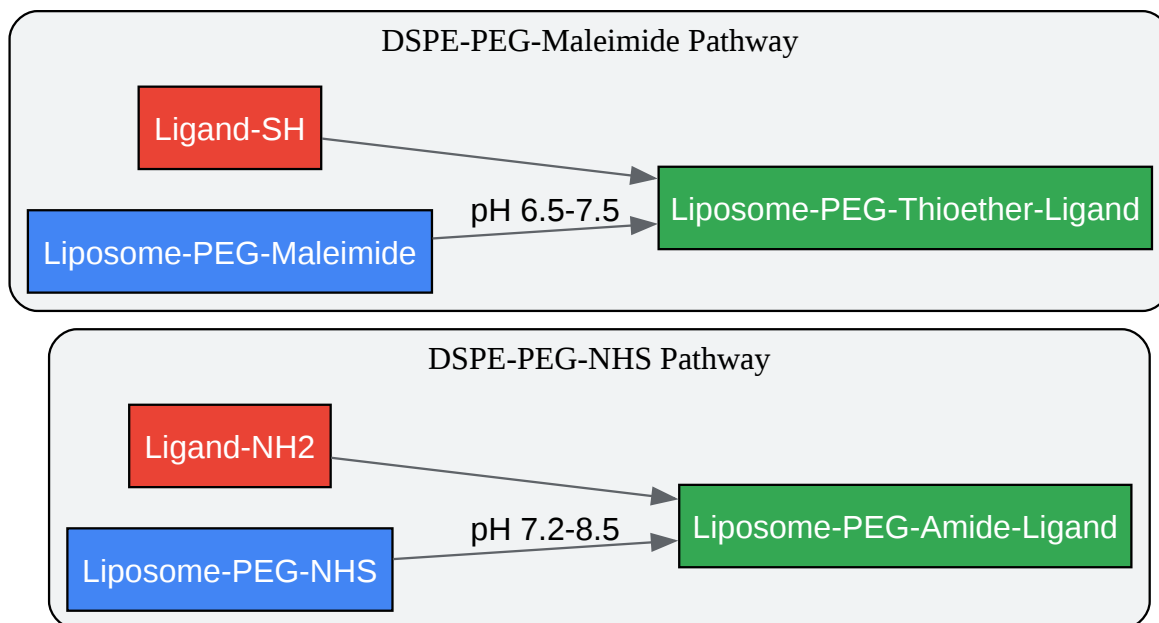 DSPE-PEG-Maleimide Pathway
Ligand-SH
Liposome-PEG-Maleimide
pH 6.5-7.5
Liposome-PEG-Thioether-Ligand
DSPE-PEG-NHS Pathway
Ligand-NH2
Liposome-PEG-NHS
pH 7.2-8.5
Liposome-PEG-Amide-Ligand